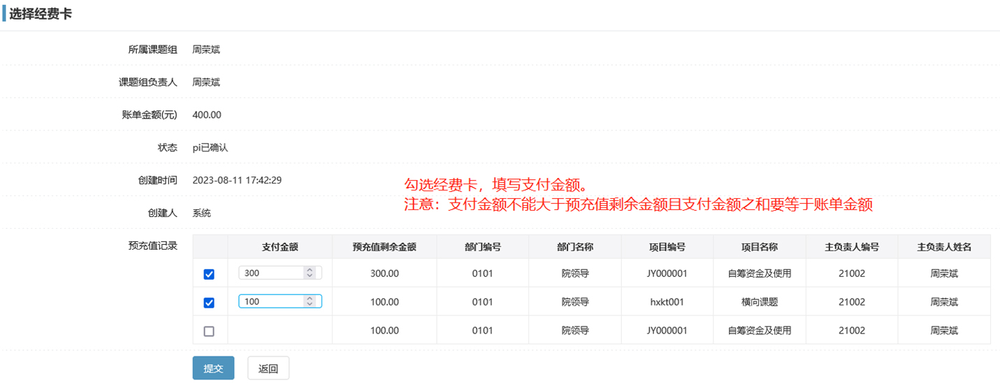 选择经费卡
所属课题组 周荣斌
课题组负责人 周荣斌
账单金额(元) 400.00
状态 pi已确认
创建时间 2023-08-11 17:42:29
勾选经费卡，填写支付金额。
注意：支付金额不能大于预充值剩余金额且支付金额之和要等于账单金额
创建人 系统
预充值记录
支付金额 预充值剩余金额 部门编号 部门名称 项目编号 项目名称 主负责人编号 主负责人姓名
300 300.00 0101 院领导 JY000001 自筹资金及使用 21002 周荣斌
100 100.00 0101 院领导 hxkt001 横向课题 21002 周荣斌
100.00 0101 院领导 JY000001 自筹资金及使用 21002 周荣斌
提交 返回